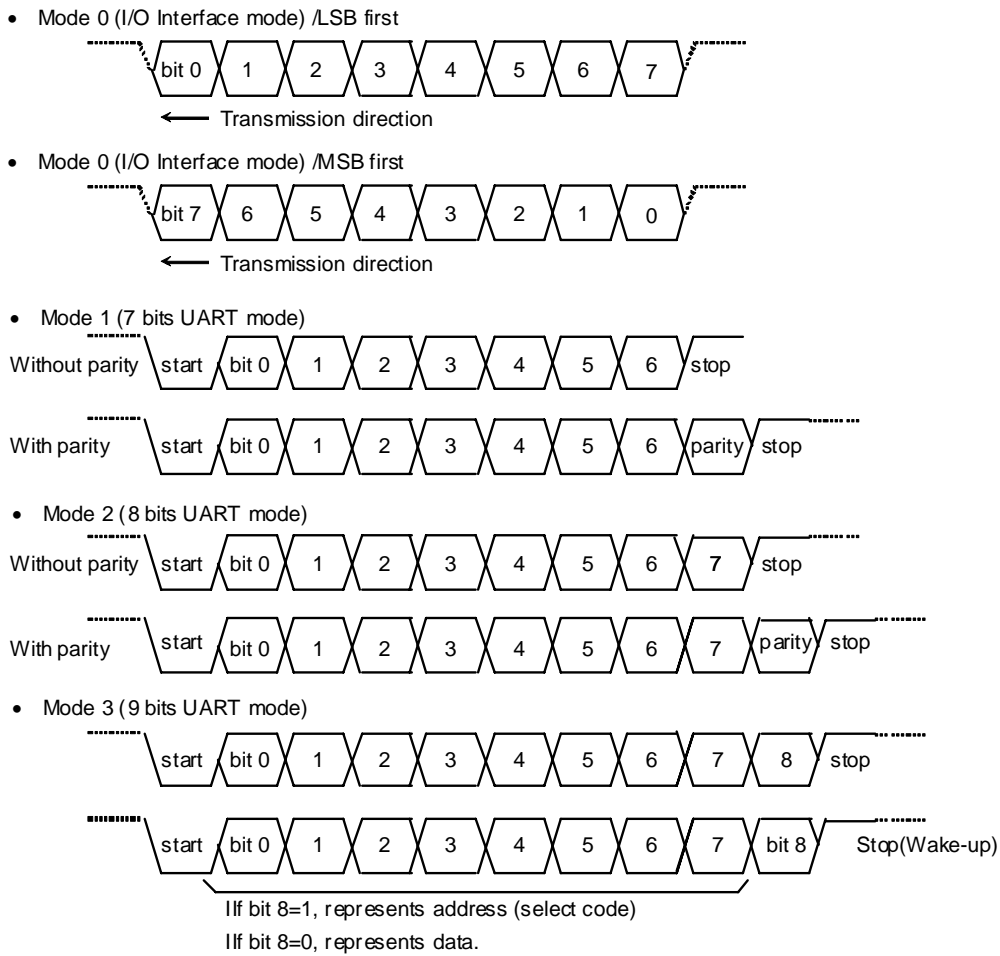 • Mode 0 (I/O Interface mode) /LSB first
bit 0 1 2 3 4 5 6 7
Transmission direction
• Mode 0 (I/O Interface mode) /MSB first
bit 7 6 5 4 3 2 1 0
Transmission direction
• Mode 1 (7 bits UART mode)
Without parity start bit 0 1 2 3 4 5 6 stop
With parity start bit 0 1 2 3 4 5 6 parity stop
• Mode 2 (8 bits UART mode)
Without parity start bit 0 1 2 3 4 5 6 7 stop
With parity start bit 0 1 2 3 4 5 6 7 parity stop
• Mode 3 (9 bits UART mode)
start bit 0 1 2 3 4 5 6 7 8 stop
start bit 0 1 2 3 4 5 6 7 bit 8 Stop(Wake-up)
IIf bit 8=1, represents address (select code)
IIf bit 8=0, represents data.